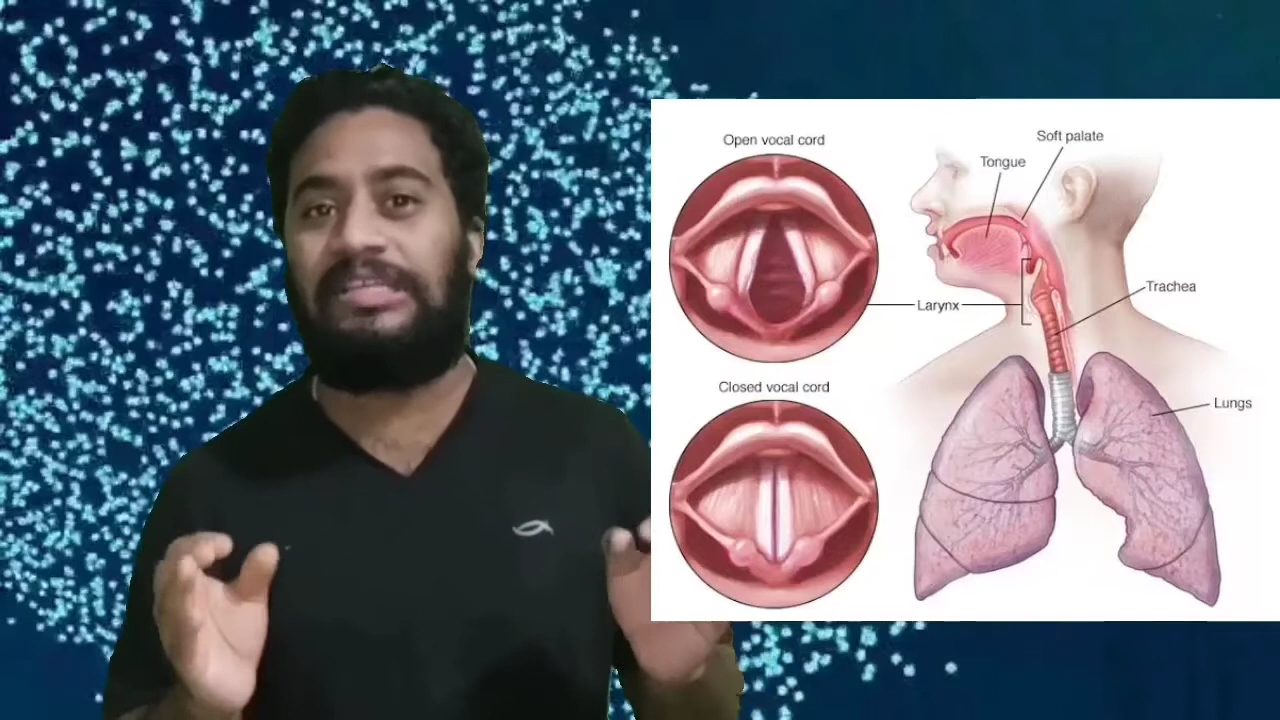 Open vocal cord
Soft palate
Tongue
Larynx
Trachea
Closed vocal cord
Lungs